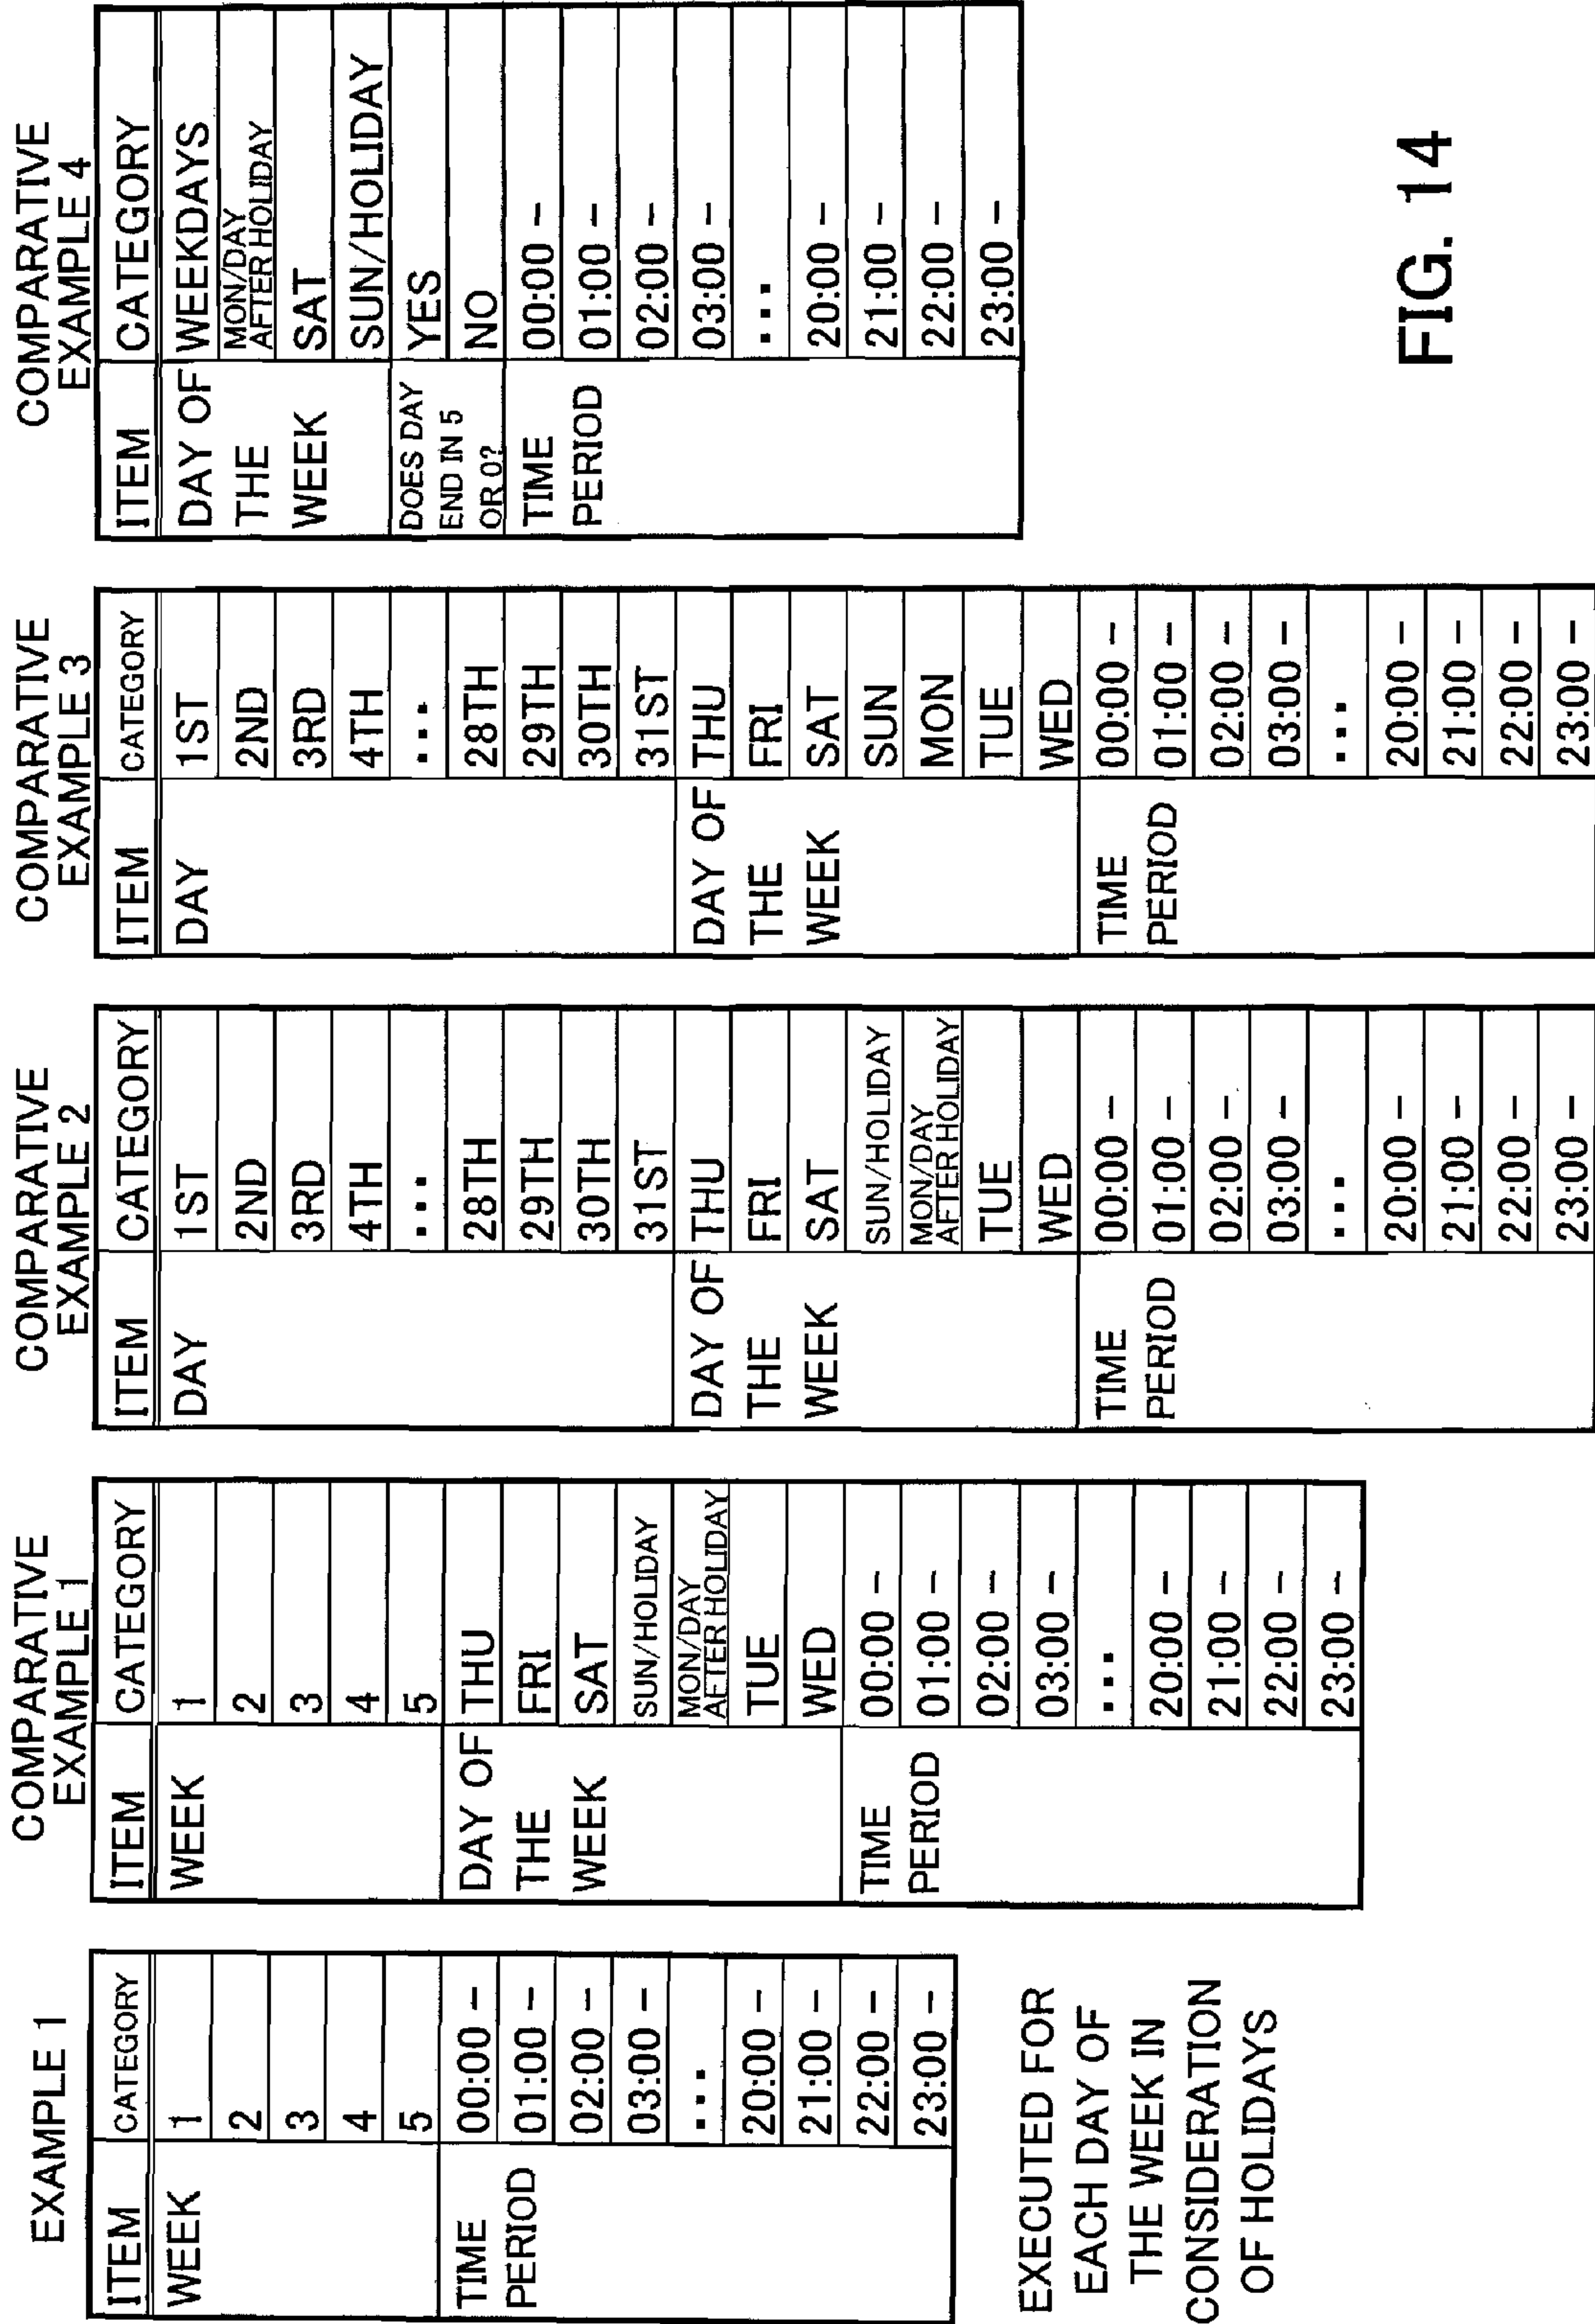 EXAMPLE 1
ITEM CATEGORY
WEEK 1
2
3
4
5
TIME PERIOD 00:00 –
01:00 –
02:00 –
03:00 –
...
20:00 –
21:00 –
22:00 –
23:00 –
EXECUTED FOR
EACH DAY OF
THE WEEK IN
CONSIDERATION
OF HOLIDAYS
COMPARATIVE
EXAMPLE 1
ITEM CATEGORY
WEEK 1
2
3
4
5
DAY OF THE WEEK THU
FRI
SAT
SUN/HOLIDAY
MON/DAY
AFTER HOLIDAY
TUE
WED
TIME PERIOD 00:00 –
01:00 –
02:00 –
03:00 –
...
20:00 –
21:00 –
22:00 –
23:00 –
COMPARATIVE
EXAMPLE 2
ITEM CATEGORY
DAY 1ST
2ND
3RD
4TH
...
28TH
29TH
30TH
31ST
DAY OF THE WEEK THU
FRI
SAT
SUN/HOLIDAY
MON/DAY
AFTER HOLIDAY
TUE
WED
TIME PERIOD 00:00 –
01:00 –
02:00 –
03:00 –
...
20:00 –
21:00 –
22:00 –
23:00 –
COMPARATIVE
EXAMPLE 3
ITEM CATEGORY
DAY 1ST
2ND
3RD
4TH
...
28TH
29TH
30TH
31ST
DAY OF THE WEEK THU
FRI
SAT
SUN
MON
TUE
WED
TIME PERIOD 00:00 –
01:00 –
02:00 –
03:00 –
...
20:00 –
21:00 –
22:00 –
23:00 –
COMPARATIVE
EXAMPLE 4
ITEM CATEGORY
DAY OF THE WEEK WEEKDAYS
MON/DAY
AFTER HOLIDAY
SAT
SUN/HOLIDAY
DOES DAY END IN 5 OR 0? YES
NO
TIME PERIOD 00:00 –
01:00 –
02:00 –
03:00 –
...
20:00 –
21:00 –
22:00 –
23:00 –
FIG. 14